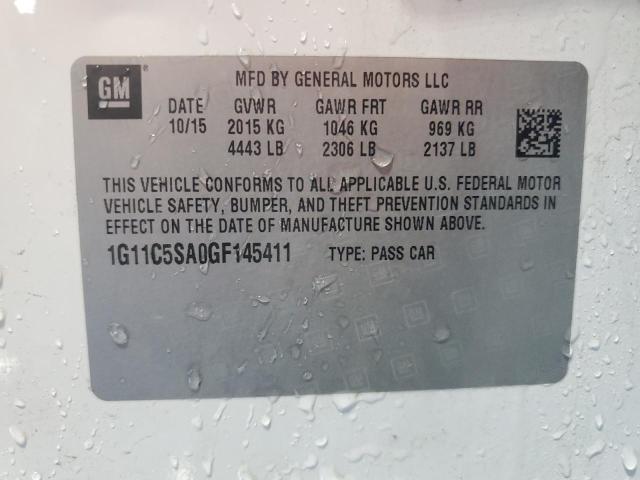 GM® MFD BY GENERAL MOTORS LLC
DATE GVWR GAWR FRT GAWR RR
10/15 2015 KG 1046 KG 969 KG
4443 LB 2306 LB 2137 LB
THIS VEHICLE CONFORMS TO ALL APPLICABLE U.S. FEDERAL MOTOR
VEHICLE SAFETY, BUMPER, AND THEFT PREVENTION STANDARDS IN
EFFECT ON THE DATE OF MANUFACTURE SHOWN ABOVE.
1G11C5SA0GF145411 TYPE: PASS CAR